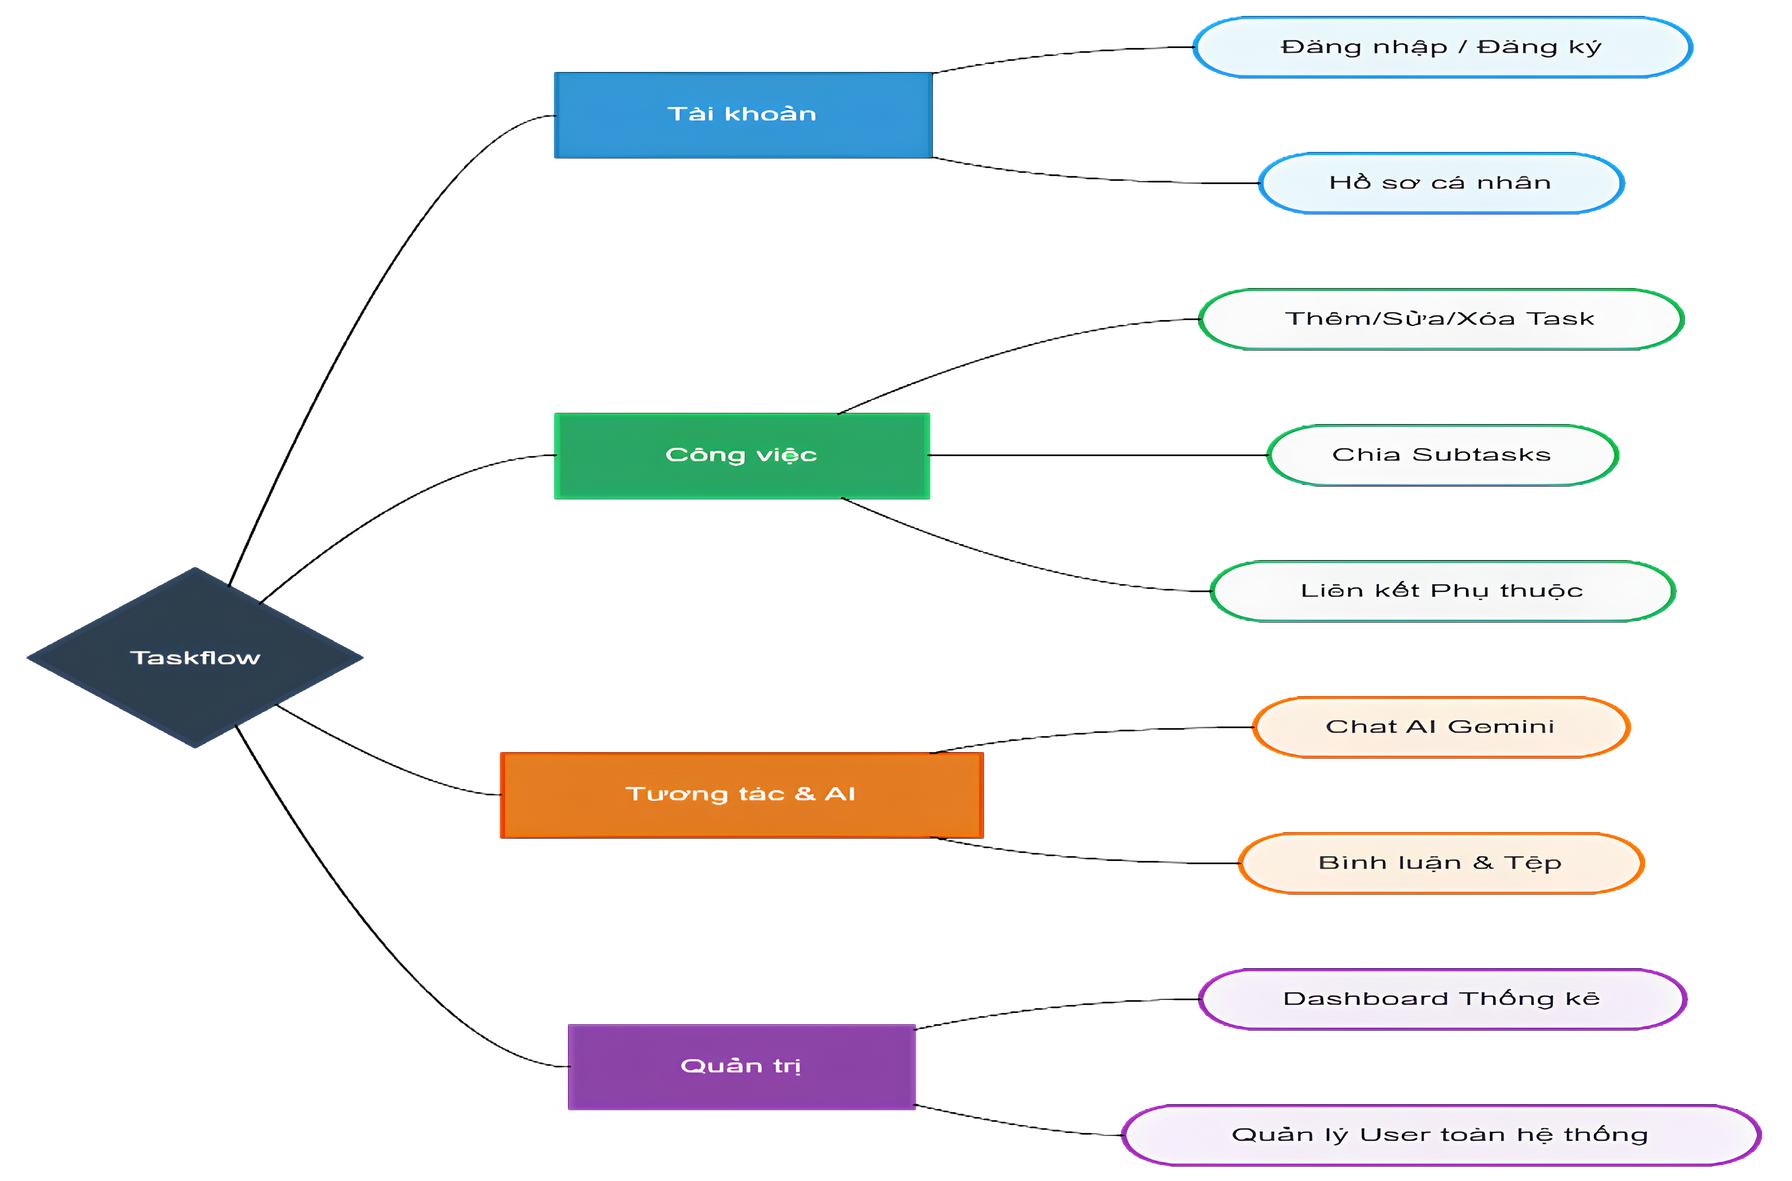 Taskflow
Tài khoản
Đăng nhập / Đăng ký
Hồ sơ cá nhân
Công việc
Thêm/Sửa/Xóa Task
Chia Subtasks
Liên kết Phụ thuộc
Tương tác & AI
Chat AI Gemini
Bình luận & Tệp
Quản trị
Dashboard Thống kê
Quản lý User toàn hệ thống